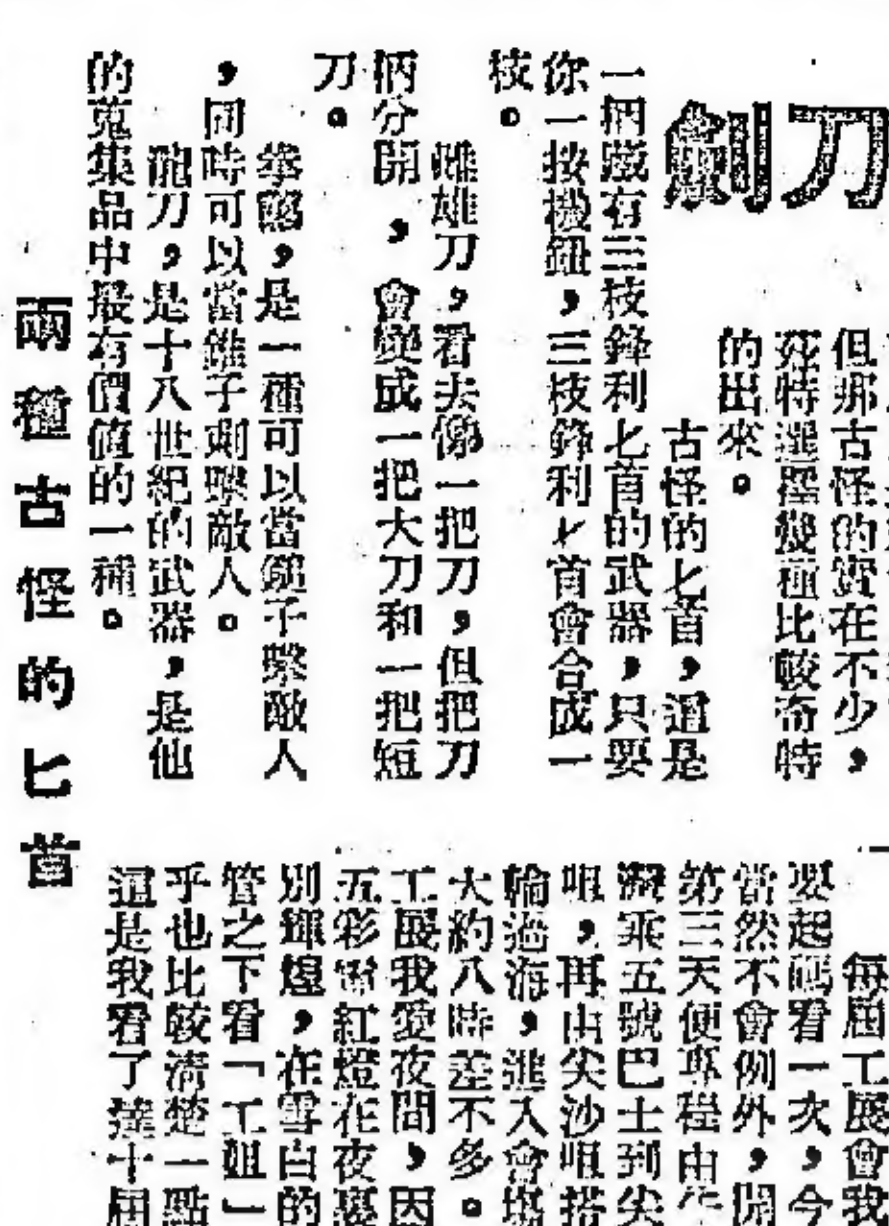 刀劍
但那古怪的實在不少，
死特選擇幾種比較奇特
的出來。
古怪的匕首，這是
一柄藏有三枝鋒利匕首的武器，只要
你一按機鈕，三枝鋒利匕首會合成一
枝。
雌雄刀，看去像一把刀，但把刀
柄分開，會變成一把大刀和一把短
刀。
拳，是一種可以當鎚子擊敵人
，同時可以當錐子刺擊敵人。
龍刀，是十八世紀的武器，是他
的蒐集品中最有價值的一種。
兩種古怪的匕首
每屆工展會我
要起碼看一次，今
當然不會例外，開
第三天便專程由牛
乘五號巴士到尖
咀，再由尖沙咀搭
輪過海，進入會場
大約八時差不多。
工展我愛夜間，因
五彩電紅燈在夜裏
別輝煌，在雪白的
管之下看「工姐」
乎也比較清楚一點
這是我看了達十屆